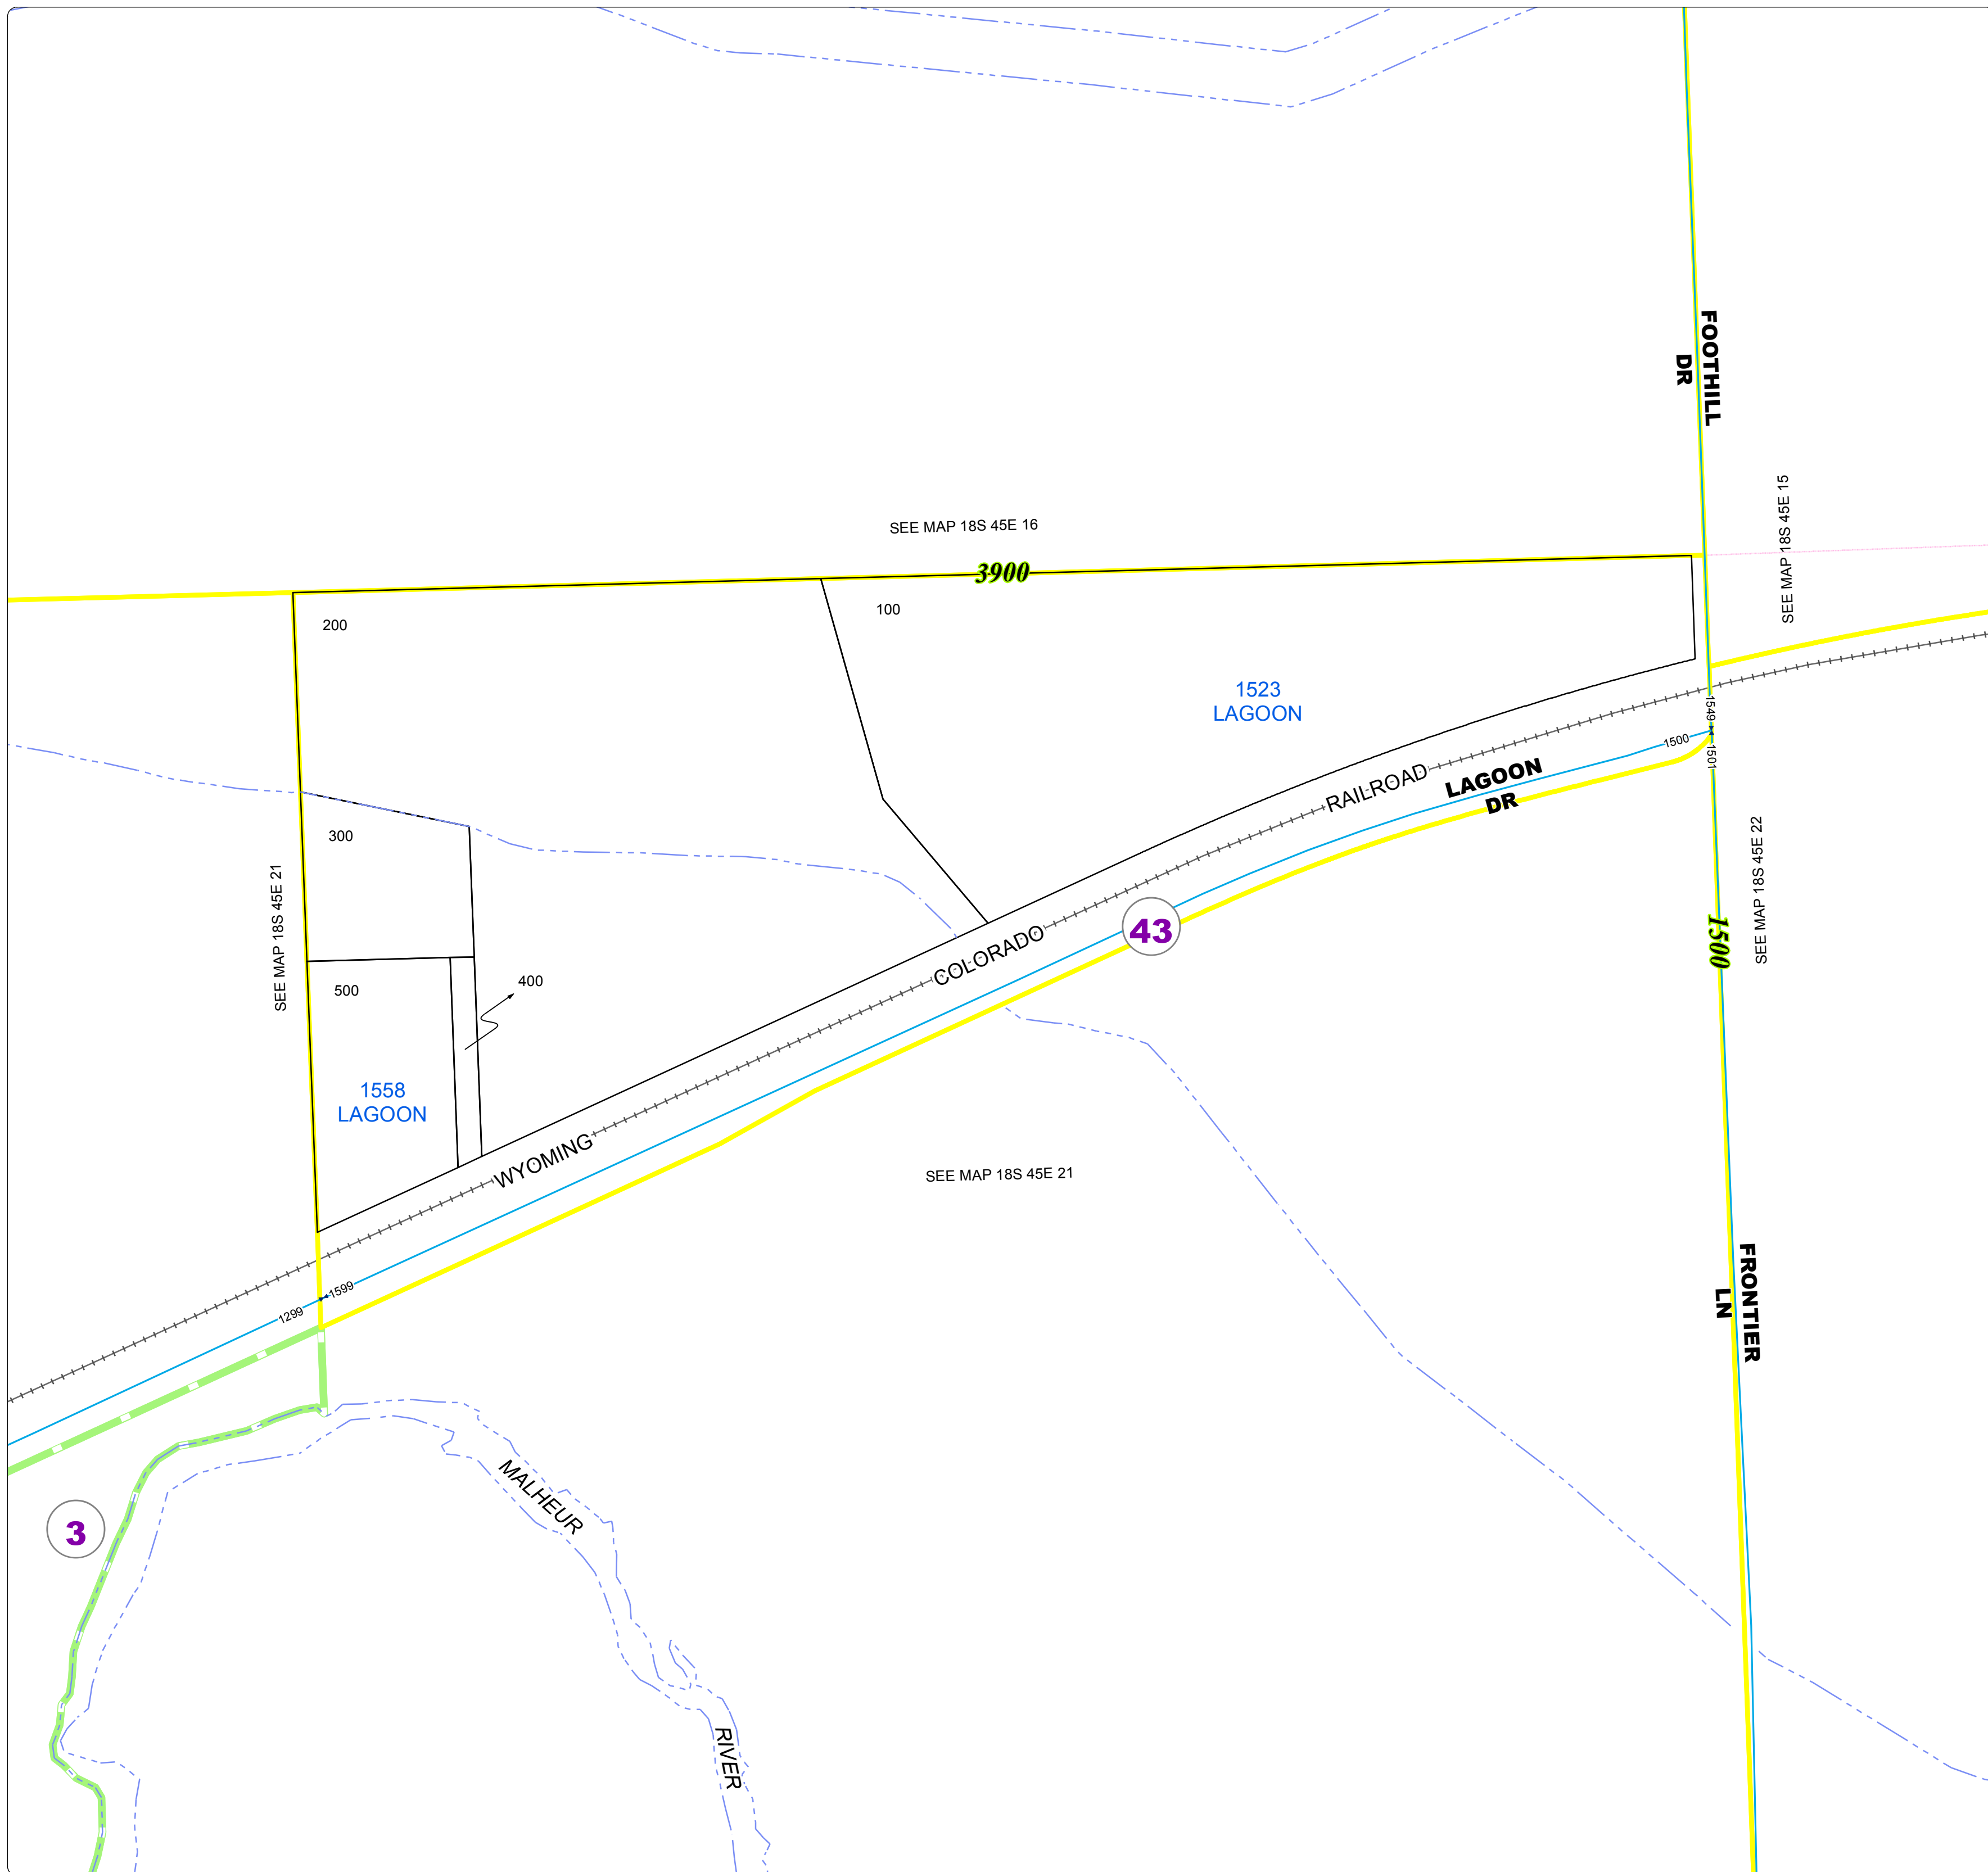 FOOTHILL
DR
SEE MAP 18S 45E 15
SEE MAP 18S 45E 16
3900
200
100
1523
LAGOON
1549
1500
1501
LAGOON
DR
RAILROAD
300
SEE MAP 18S 45E 21
SEE MAP 18S 45E 22
1500
43
COLORADO
400
500
1558
LAGOON
WYOMING
SEE MAP 18S 45E 21
1599
1299
FRONTIER
LN
MALHEUR
3
RIVER